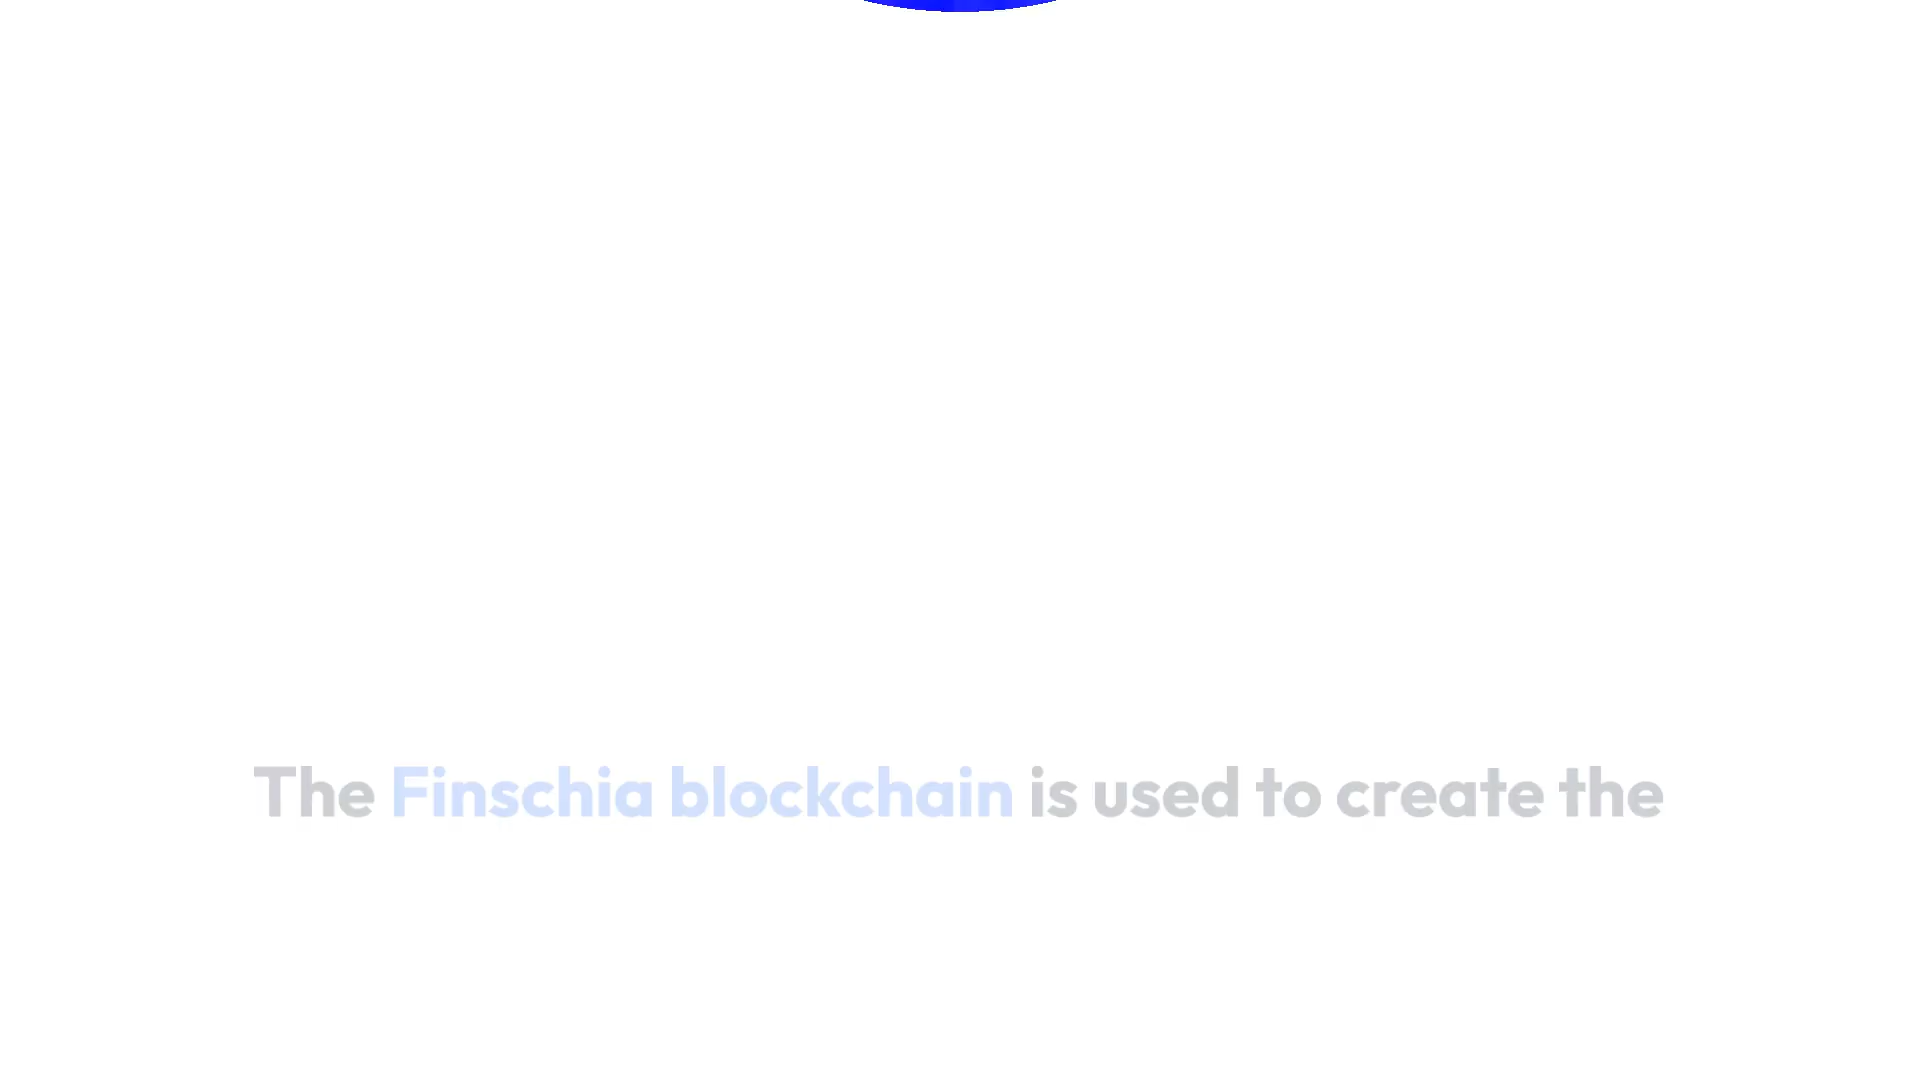 The Finschia blockchain is used to create the